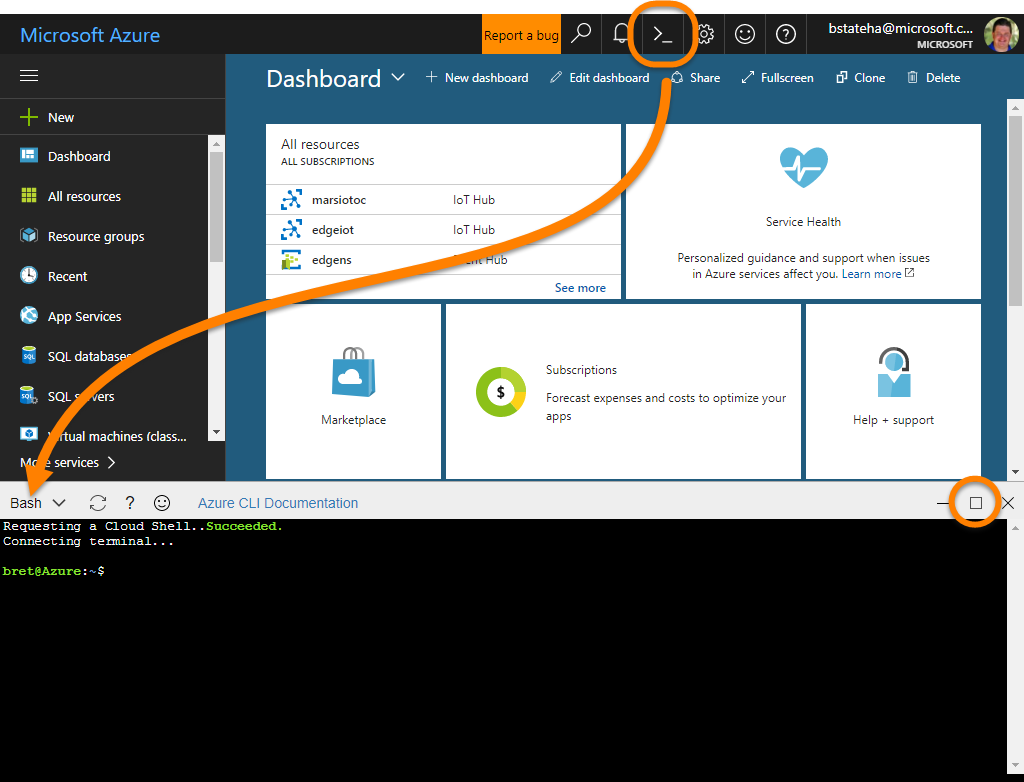 Microsoft Azure
Report a bug
>_
bstateha@microsoft.c...
MICROSOFT
Dashboard
New dashboard
Edit dashboard
Share
Fullscreen
Clone
Delete
New
Dashboard
All resources
Resource groups
Recent
App Services
SQL databases
SQL servers
Virtual machines (class...
More services
All resources
ALL SUBSCRIPTIONS
marsiotoc IoT Hub
edgeiot IoT Hub
edgens Hub
See more
Service Health
Personalized guidance and support when issues
in Azure services affect you. Learn more
Marketplace
$
Subscriptions
Forecast expenses and costs to optimize your
apps
Help + support
Bash
?
Azure CLI Documentation
Requesting a Cloud Shell..Succeeded.
Connecting terminal...
bret@Azure:~$